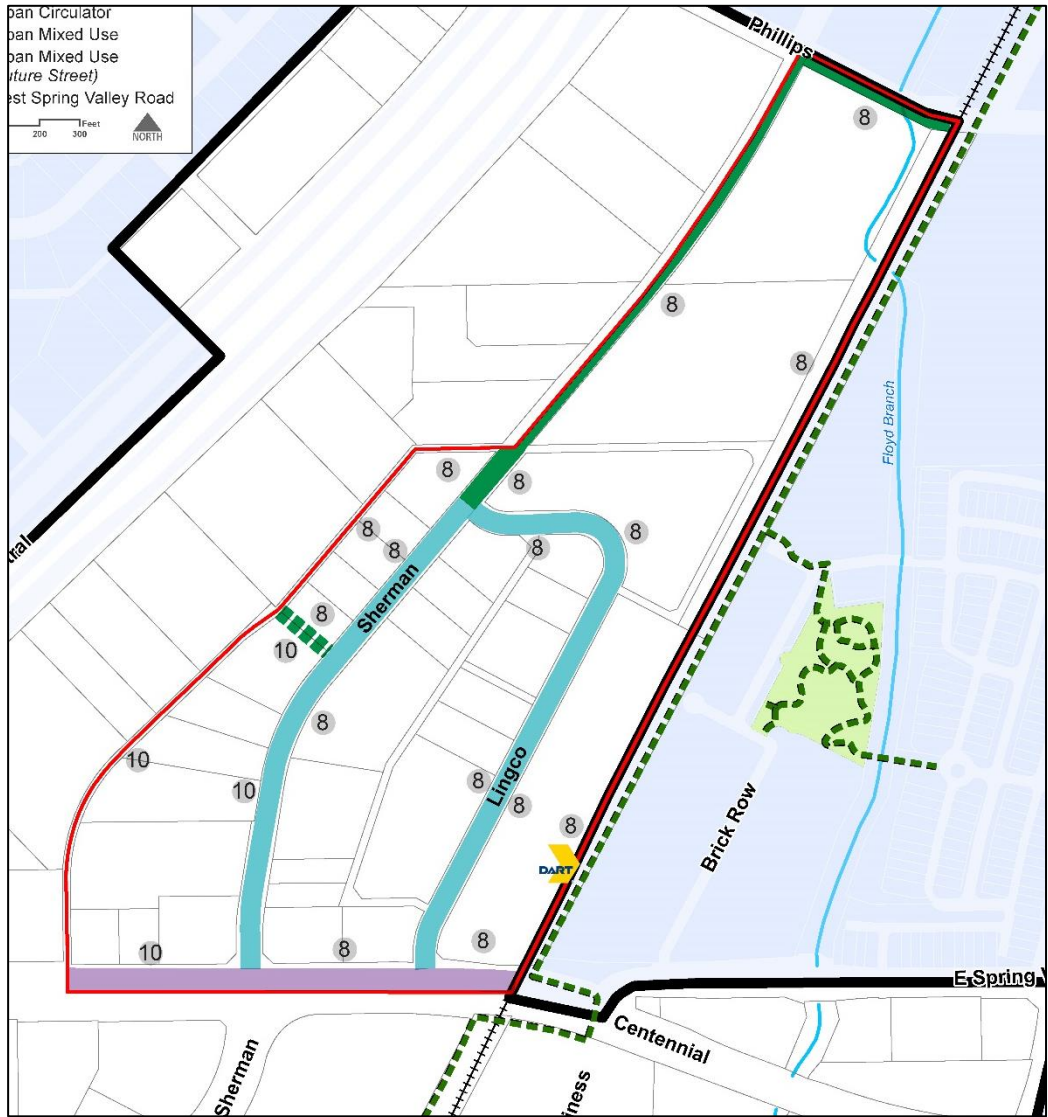 ban Circulator
ban Mixed Use
ban Mixed Use
uture Street)
est Spring Valley Road
200 300 Feet
NORTH
Phillips
8
8
8
tral
8
8
Floyd Branch
8
8
8
8
Sherman
8
10
8
10
10
Lingco
8
8
8
DART
Brick Row
10
8
8
E Spring V
Centennial
Sherman
iness